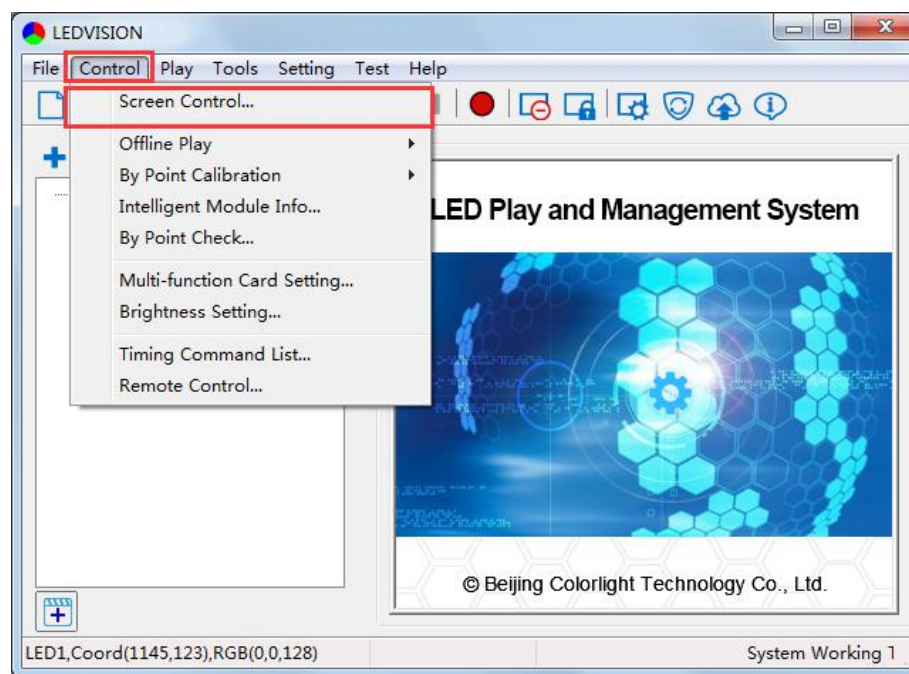 LEDVISION
File Control Play Tools Setting Test Help
Screen Control...
Offline Play
By Point Calibration
Intelligent Module Info...
By Point Check...
Multi-function Card Setting...
Brightness Setting...
Timing Command List...
Remote Control...
LED Play and Management System
© Beijing Colorlight Technology Co., Ltd.
LED1,Coord(1145,123),RGB(0,0,128)
System Working